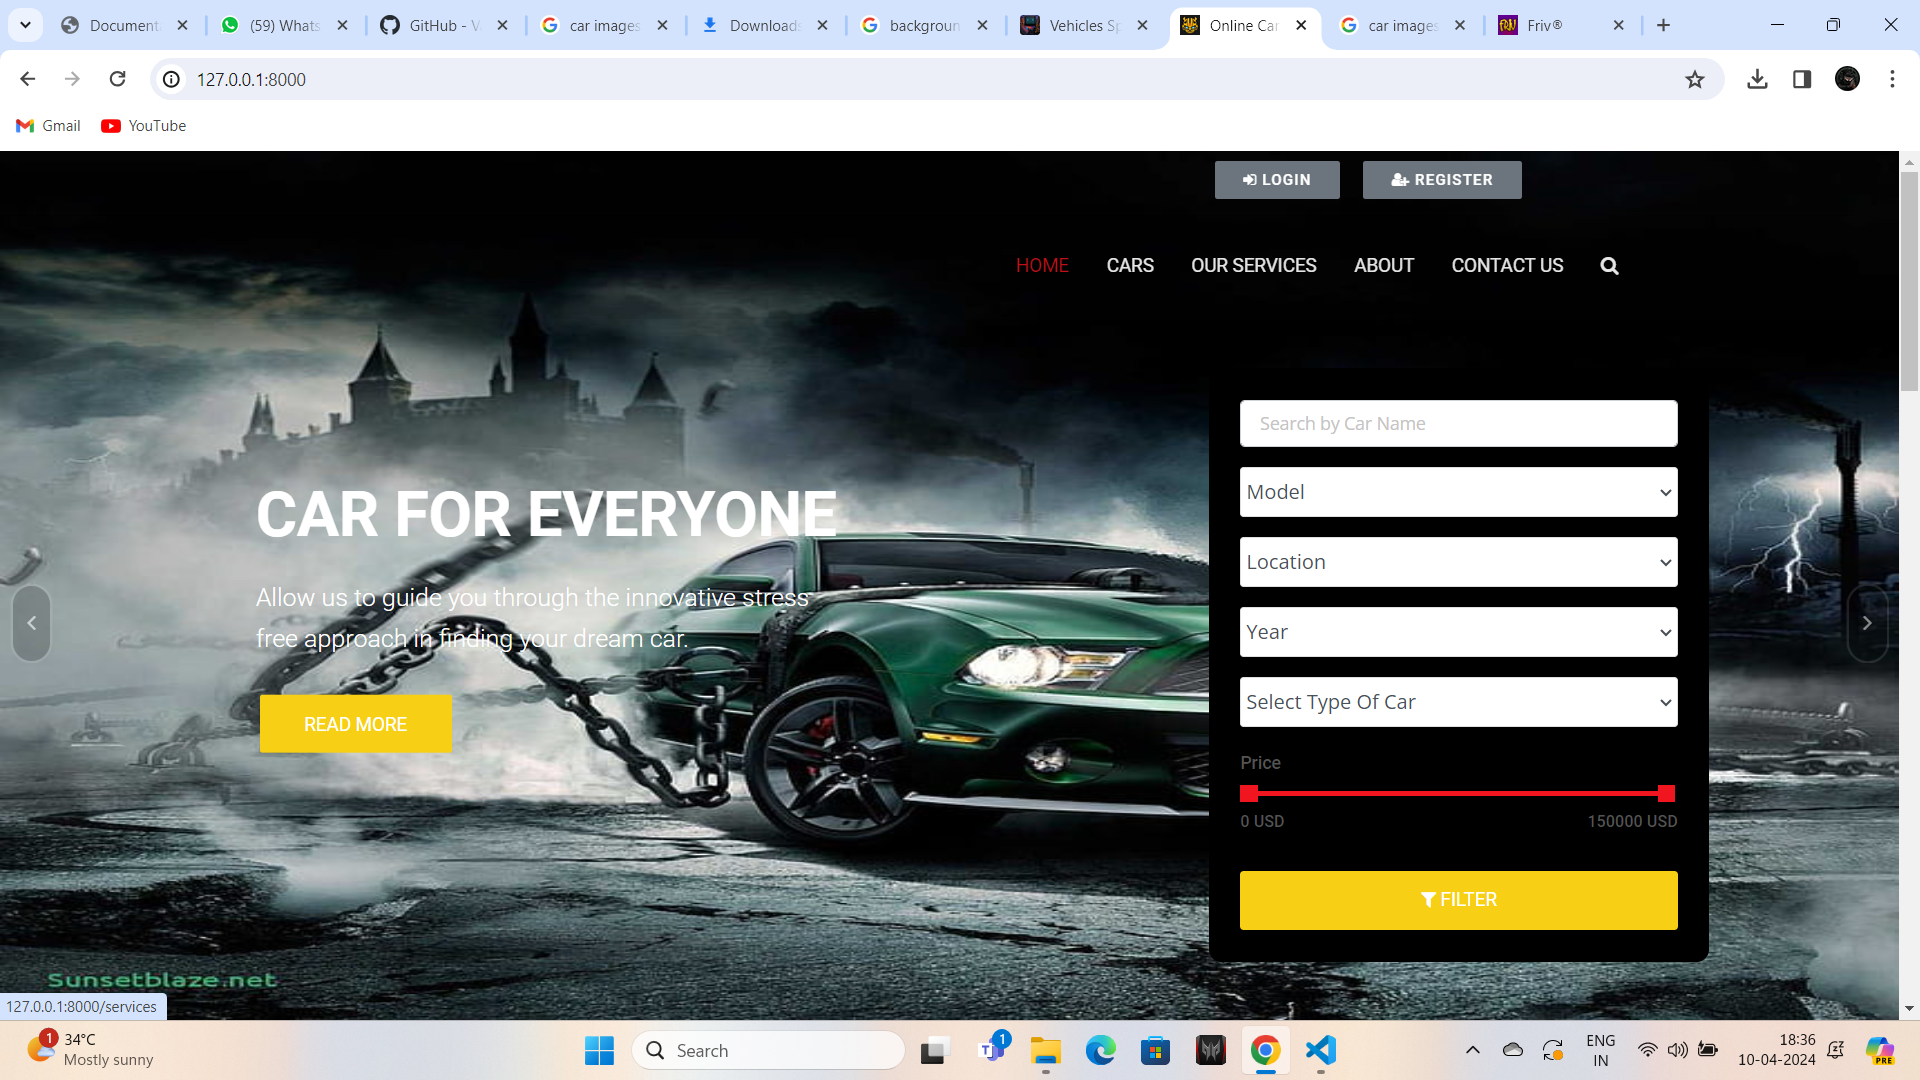 Document
(59) Whats
GitHub - V
car images
Downloads
backgroun
Vehicles Sp
Online Car
car images
Friv®
127.0.0.1:8000
Gmail
YouTube
LOGIN
REGISTER
HOME
CARS
OUR SERVICES
ABOUT
CONTACT US
Search by Car Name
Model
Location
Year
Select Type Of Car
Price
0 USD
150000 USD
FILTER
CAR FOR EVERYONE
Allow us to guide you through the innovative stress
free approach in finding your dream car.
READ MORE
Sunsetblaze.net
127.0.0.1:8000/services
1
34°C
Mostly sunny
Search
1
ENG
IN
18:36
10-04-2024
PRE